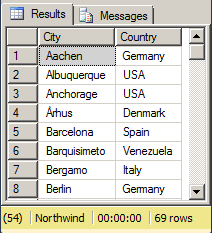 Results Messages
City Country
1 Aachen Germany
2 Albuquerque USA
3 Anchorage USA
4 Århus Denmark
5 Barcelona Spain
6 Barquisimeto Venezuela
7 Bergamo Italy
8 Berlin Germany
(54) Northwind 00:00:00 69 rows